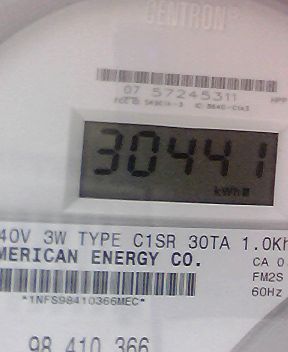 CENTRON®
07 57245311
30441
kWh
40V 3W TYPE C1SR 30TA 1.0Kh
MERICAN ENERGY CO.
CA 0
FM2S
*1NFS98410366MEC*
60Hz
98 410 366